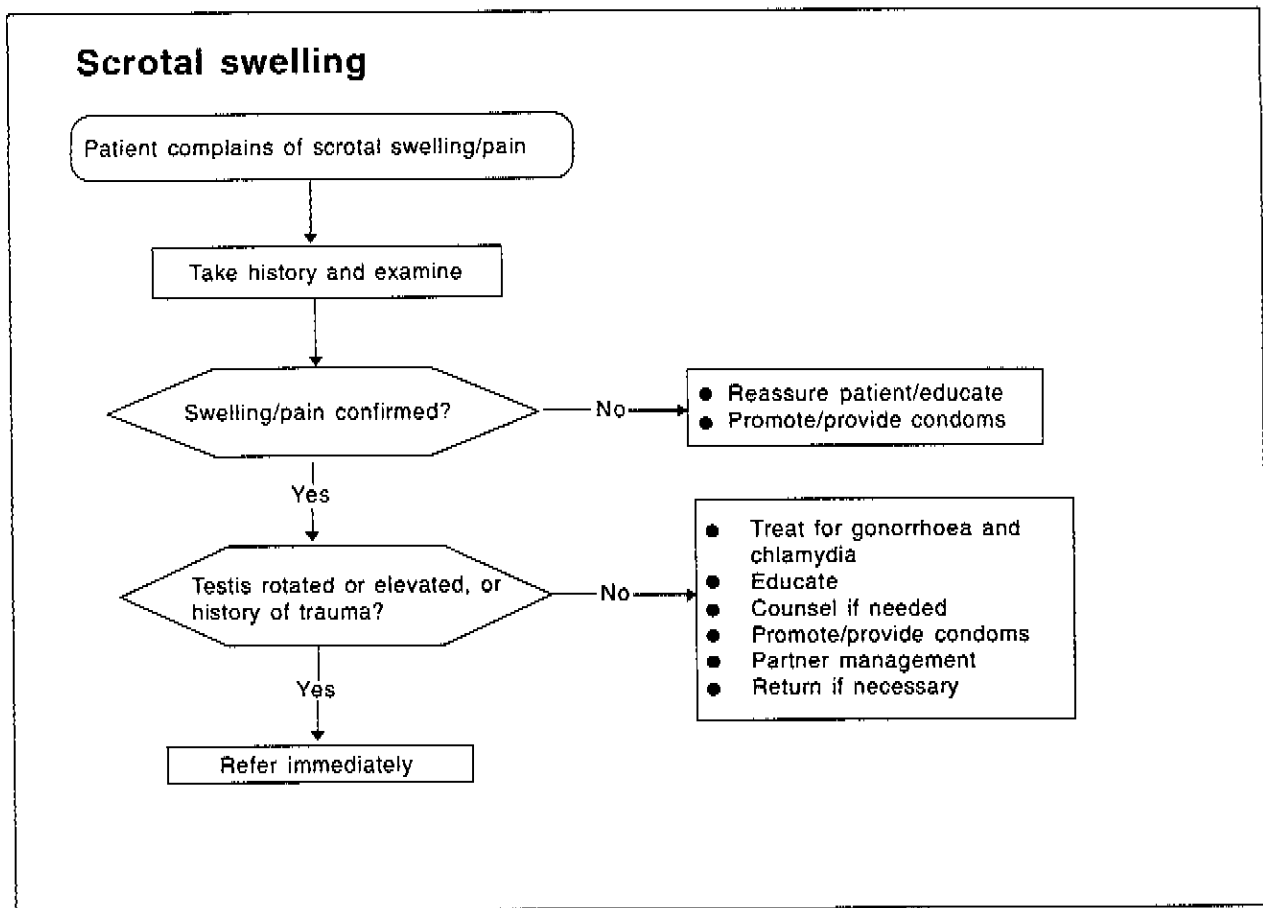 Scrotal swelling
Patient complains of scrotal swelling/pain
Take history and examine
Swelling/pain confirmed?
No
● Reassure patient/educate
● Promote/provide condoms
Yes
Testis rotated or elevated, or
history of trauma?
No
● Treat for gonorrhoea and
chlamydia
● Educate
● Counsel if needed
● Promote/provide condoms
● Partner management
● Return if necessary
Yes
Refer immediately